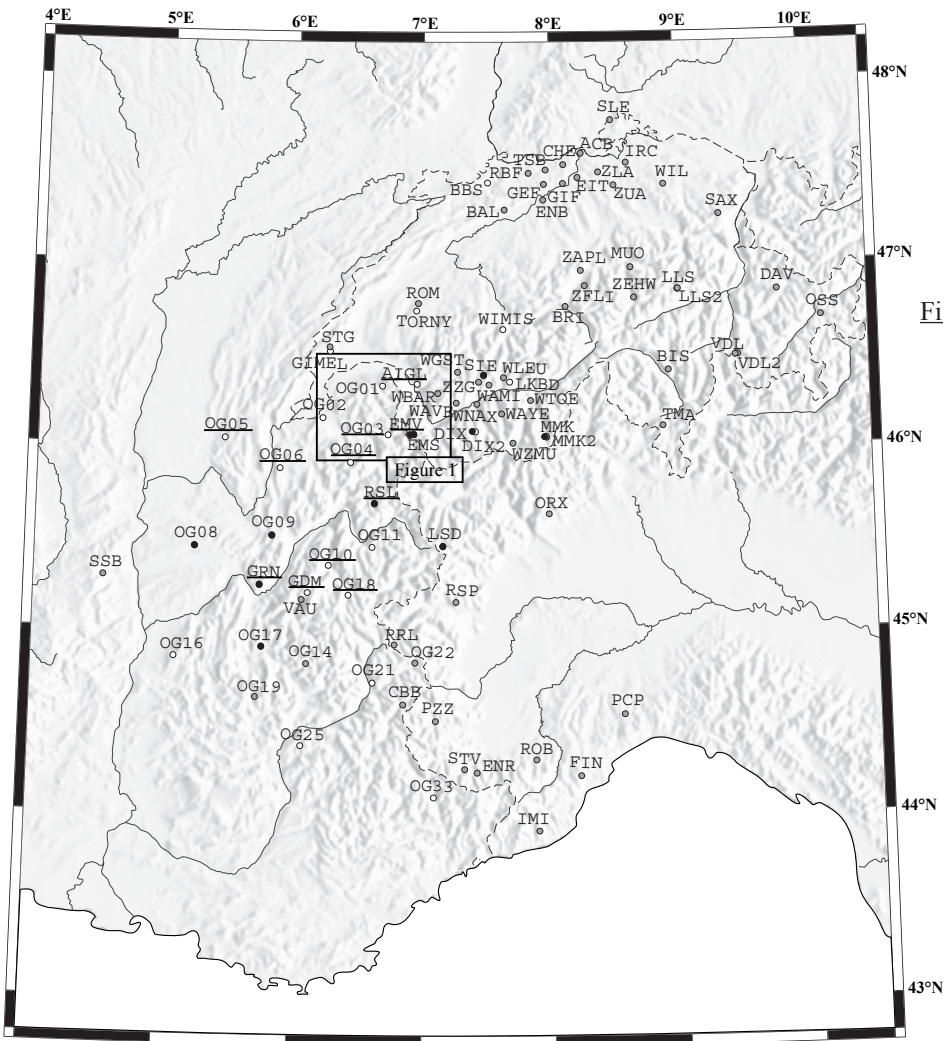 4°E 5°E 6°E 7°E 8°E 9°E 10°E
48°N
SLE
CHE ACB IRC
TSB
RBF ZLA WIL
BBS GEF GIF EIT ZUA
BAL ENB SAX
47°N
ZAPL MUO
ZEHW LLS DAV
ZFLI LLS2 OSS
ROM BRI
TORNY WIMIS
Fi
STG
GIMEL WGST SIE WLEU BIS VDL
VDL2
AIGL
OG01 ZZG LKBD
WBAR WAMI WTQE
OG02 WAVE WNAX WAYE TMA
OG05 OG03 EMV DIX MMK
46°N
EMS DIX2 MMK2
OG06 OG04 WZMU
Figure 1
RSL
ORX
OG09
OG08 OG11 LSD
OG10
SSB GRN GDM OG18 RSP
VAU
45°N
OG16 OG17 RRL
OG14 OG22
OG21
OG19 CBB
PZZ PCP
OG25 ROB
STV ENR FIN
OG33
44°N
IMI
43°N